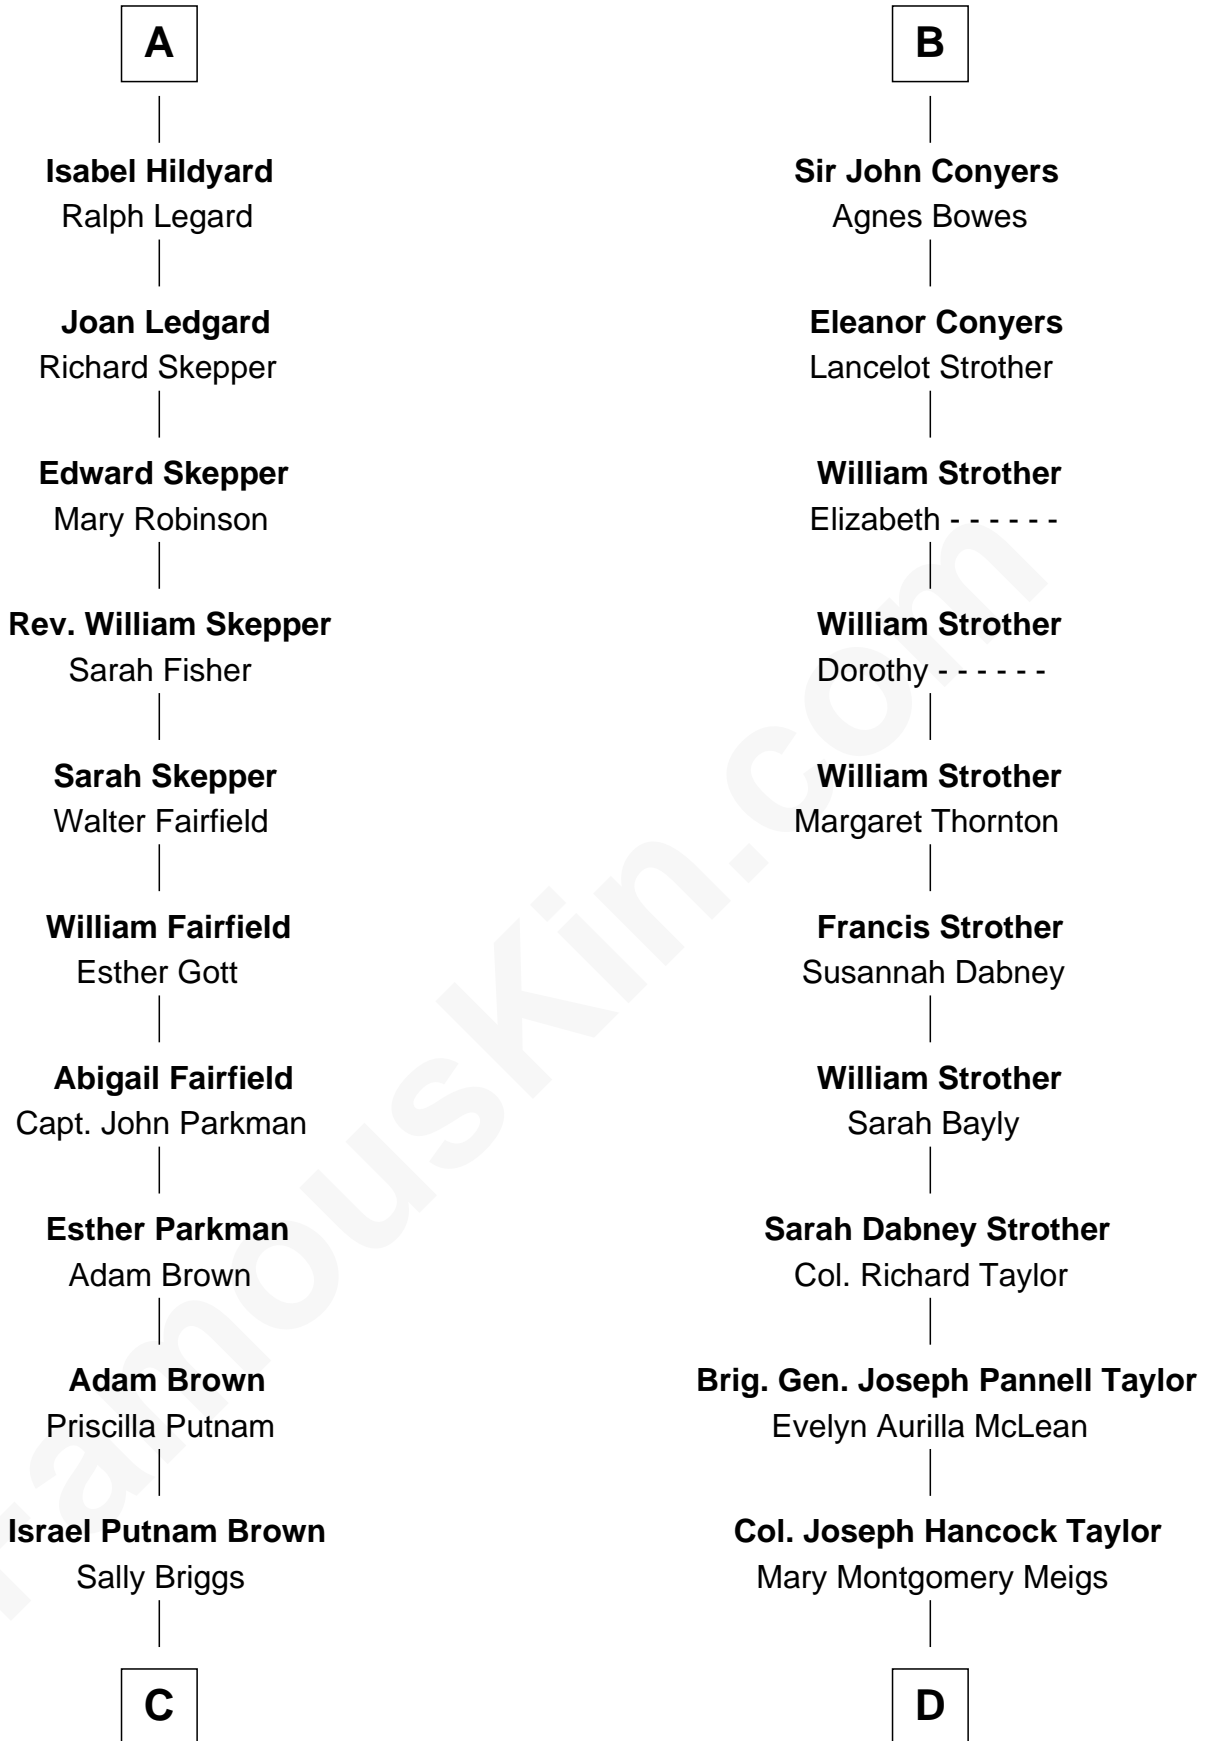 A
Isabel Hildyard
Ralph Legard
Joan Ledgard
Richard Skepper
Edward Skepper
Mary Robinson
Rev. William Skepper
Sarah Fisher
Sarah Skepper
Walter Fairfield
William Fairfield
Esther Gott
Abigail Fairfield
Capt. John Parkman
Esther Parkman
Adam Brown
Adam Brown
Priscilla Putnam
Israel Putnam Brown
Sally Briggs
C
B
Sir John Conyers
Agnes Bowes
Eleanor Conyers
Lancelot Strother
William Strother
Elizabeth - - - - - -
William Strother
Dorothy - - - - - -
William Strother
Margaret Thornton
Francis Strother
Susannah Dabney
William Strother
Sarah Bayly
Sarah Dabney Strother
Col. Richard Taylor
Brig. Gen. Joseph Pannell Taylor
Evelyn Aurilla McLean
Col. Joseph Hancock Taylor
Mary Montgomery Meigs
D
FamousKin.com